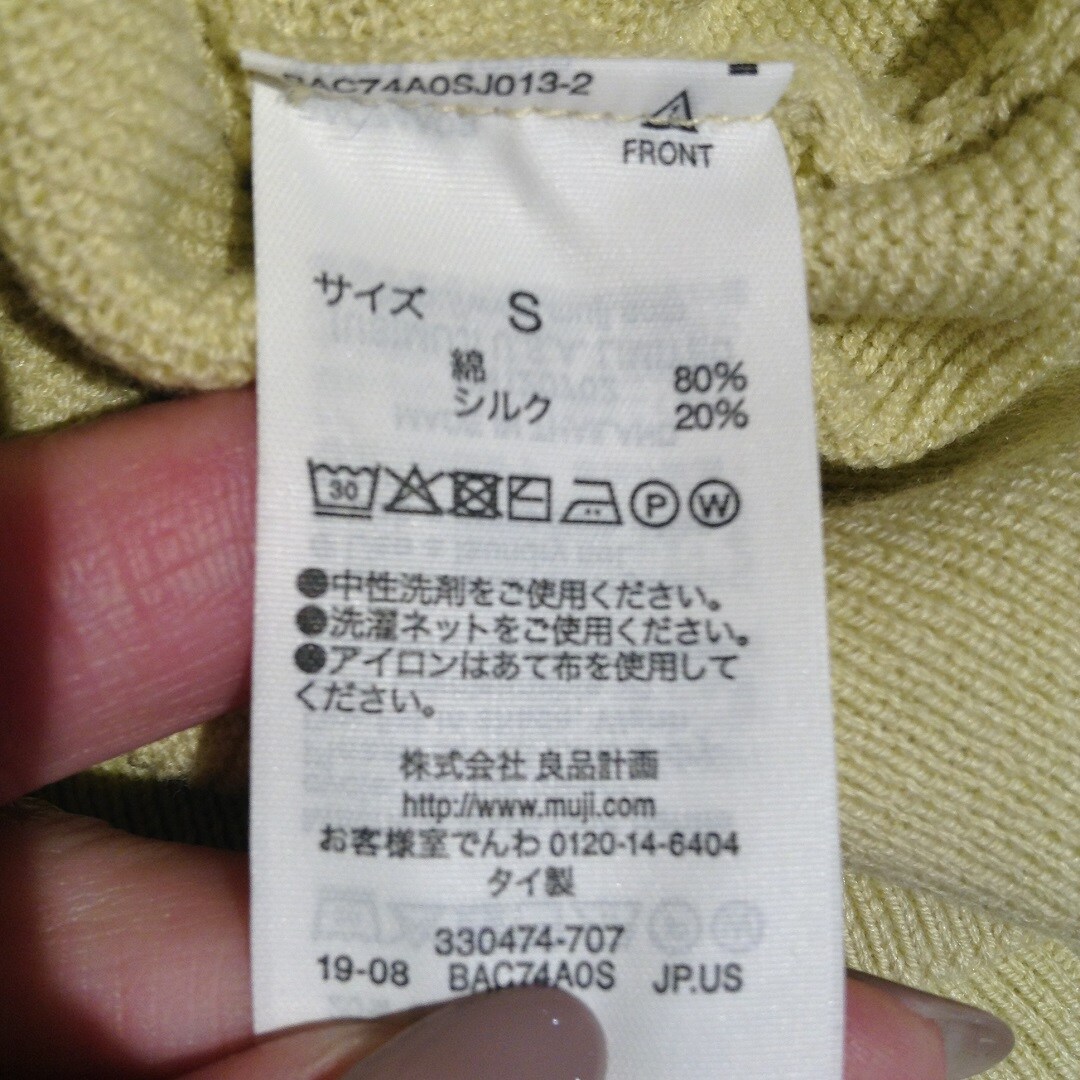 BAC74A0SJ013-2
FRONT
サイズ S
綿 80%
シルク 20%
30 P W
●中性洗剤をご使用ください。
●洗濯ネットをご使用ください。
●アイロンはあて布を使用して
ください。
株式会社 良品計画
http://www.muji.com
お客様室でんわ 0120-14-6404
タイ製
330474-707
19-08 BAC74A0S JP.US